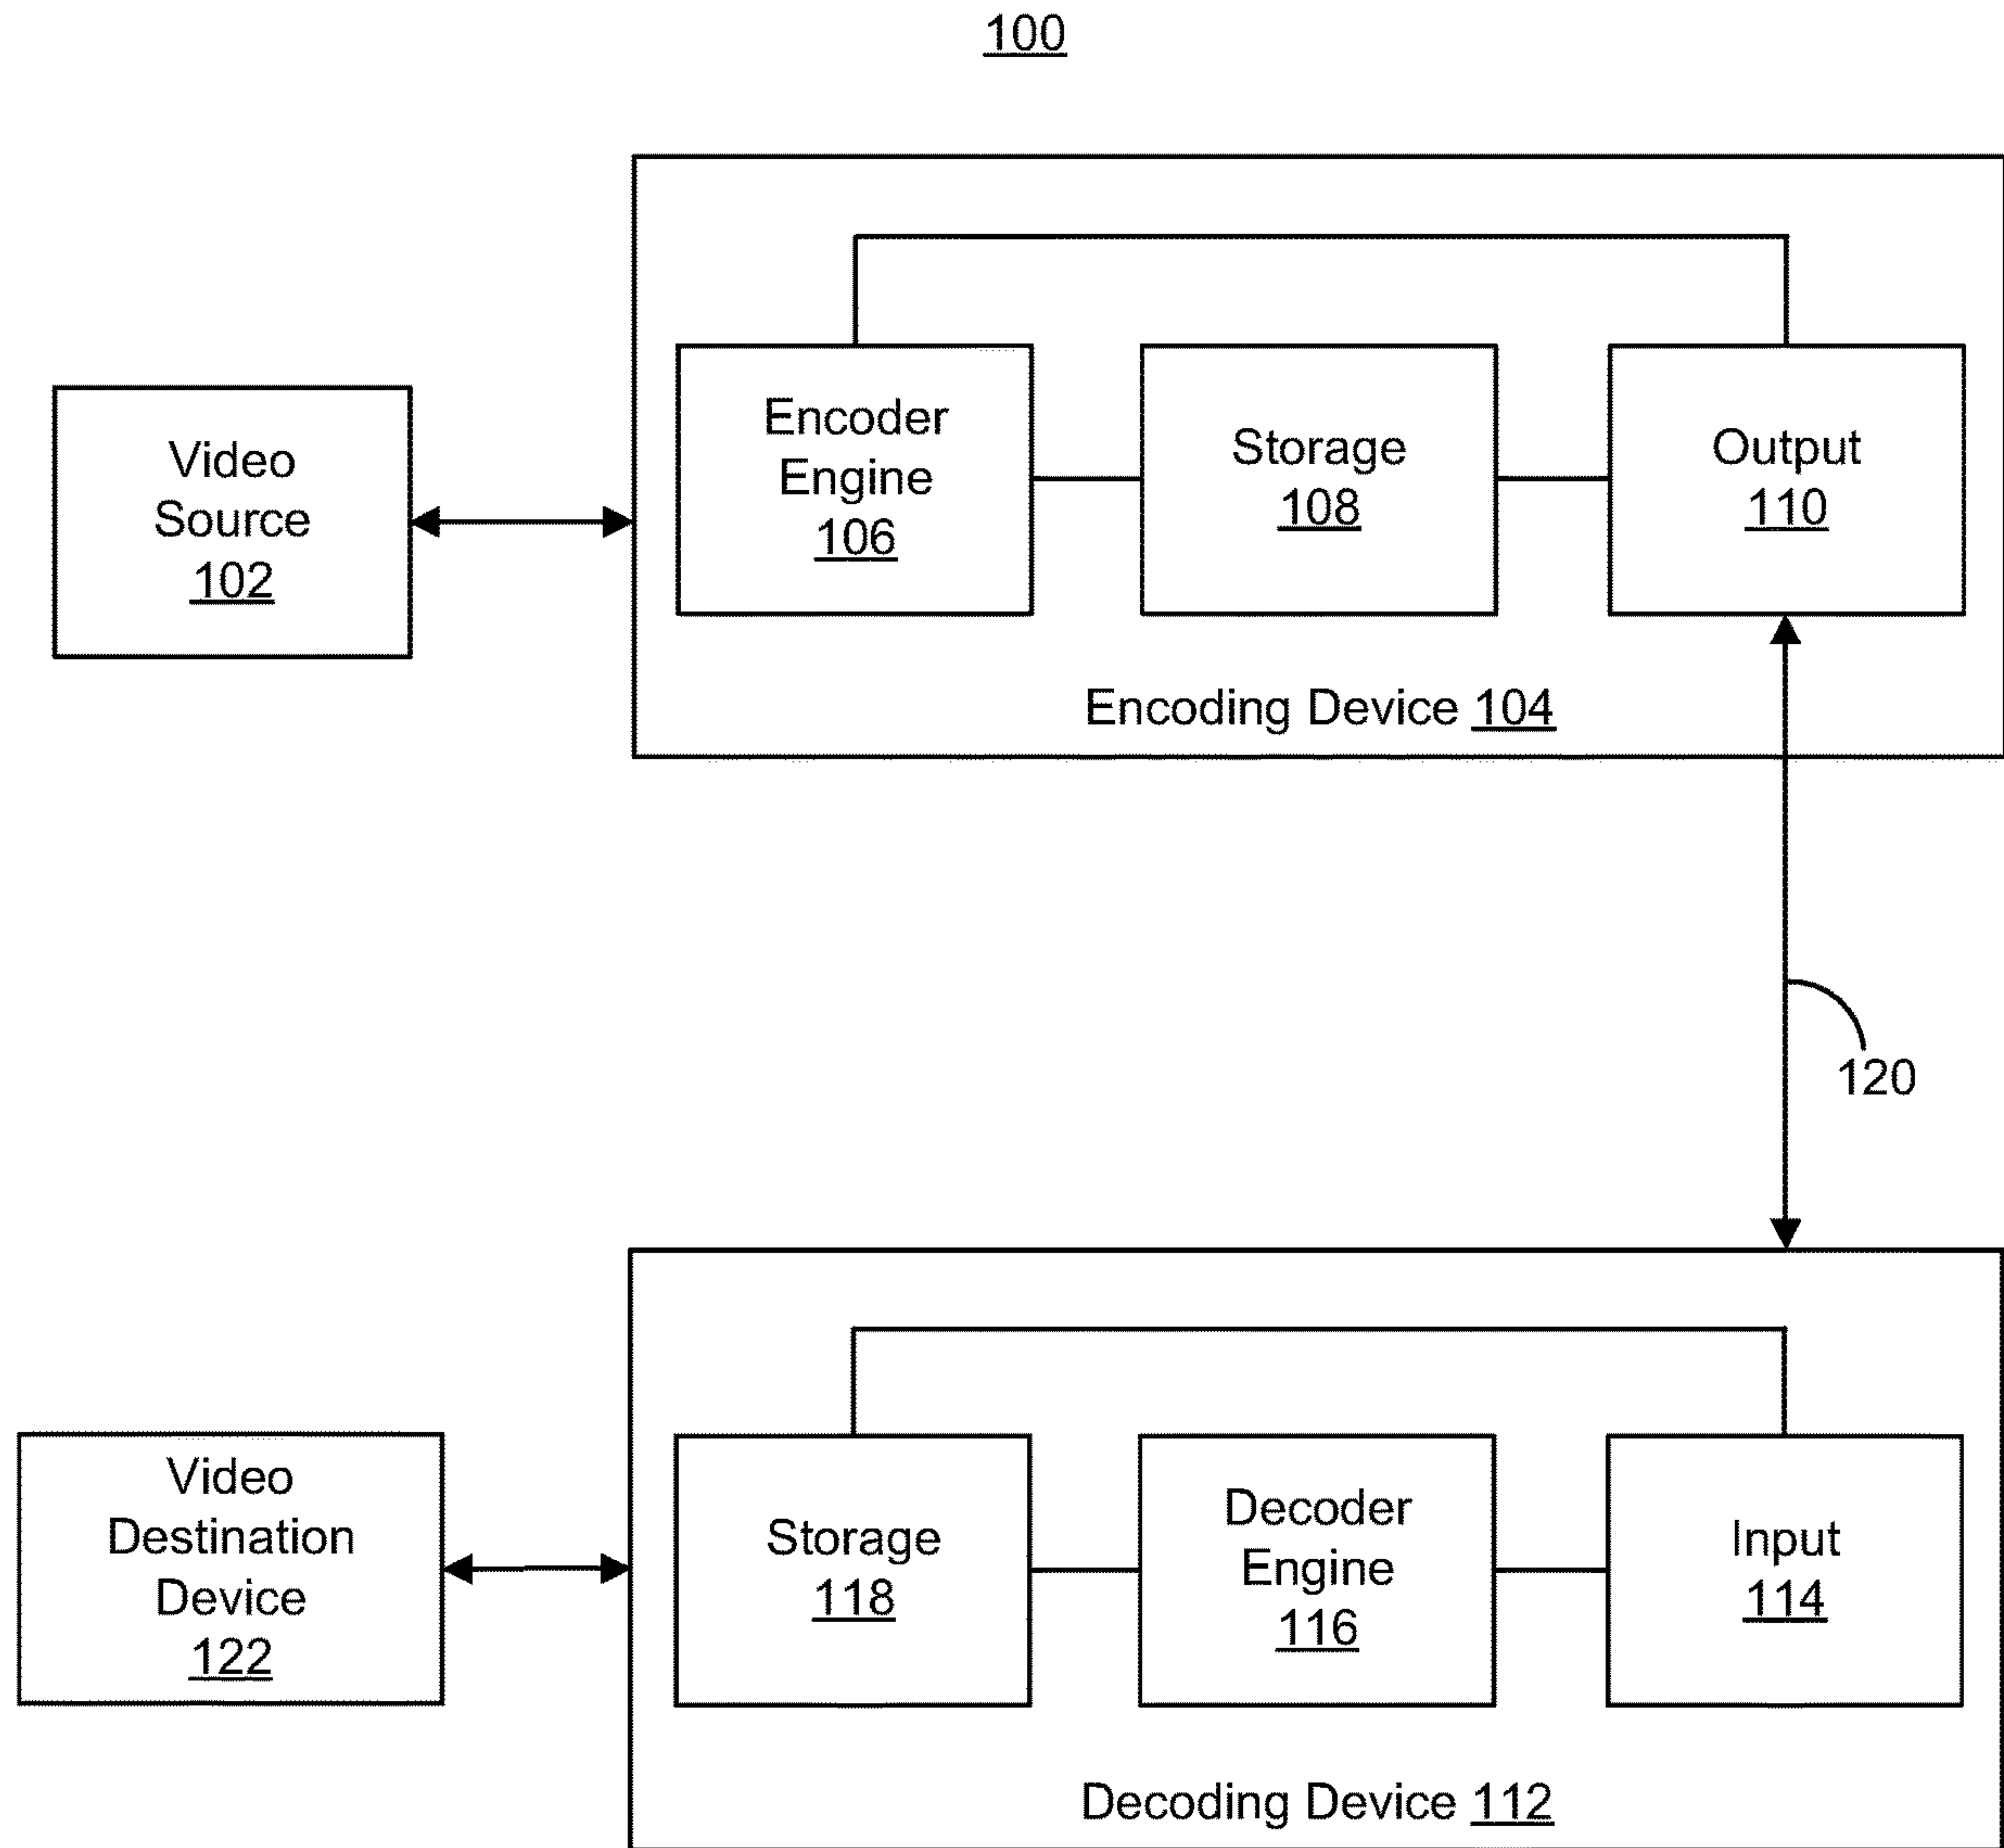 100
Video
Source
102
Encoder
Engine
106
Storage
108
Output
110
Encoding Device 104
120
Video
Destination
Device
122
Storage
118
Decoder
Engine
116
Input
114
Decoding Device 112